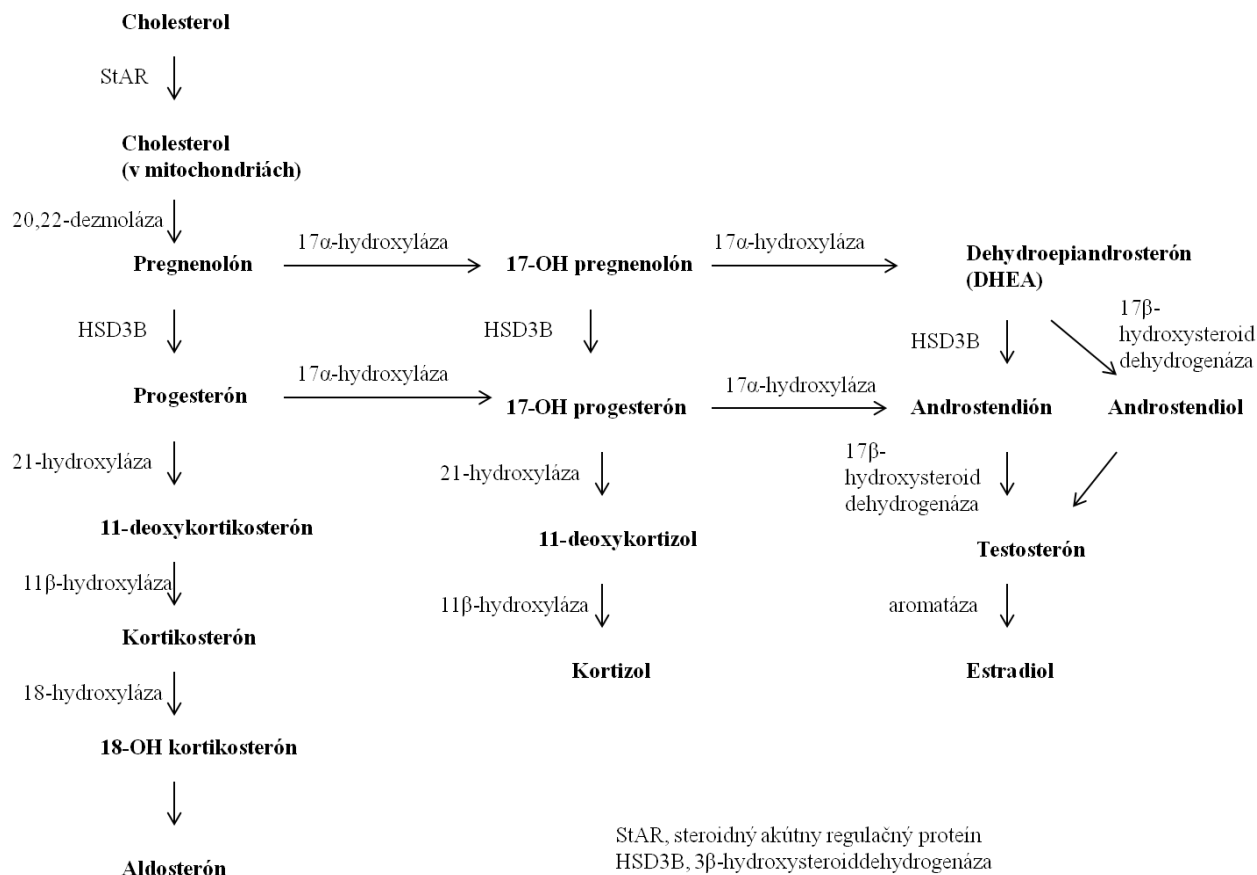 Cholesterol
StAR
Cholesterol
(v mitochondriách)
20,22-dezmoláza
17α-hydroxyláza
17α-hydroxyláza
Pregnenolón
17-OH pregnenolón
Dehydroepiandrosterón
(DHEA)
HSD3B
HSD3B
HSD3B
17β-
hydroxysteroid
dehydrogenáza
17α-hydroxyláza
17α-hydroxyláza
Progesterón
17-OH progesterón
Androstendión
Androstendiol
21-hydroxyláza
21-hydroxyláza
17β-
hydroxysteroid
dehydrogenáza
11-deoxykortikosterón
11-deoxykortizol
Testosterón
11β-hydroxyláza
11β-hydroxyláza
aromatáza
Kortikosterón
Kortizol
Estradiol
18-hydroxyláza
18-OH kortikosterón
Aldosterón
StAR, steroidný akútny regulačný proteín
HSD3B, 3β-hydroxysteroiddehydrogenáza